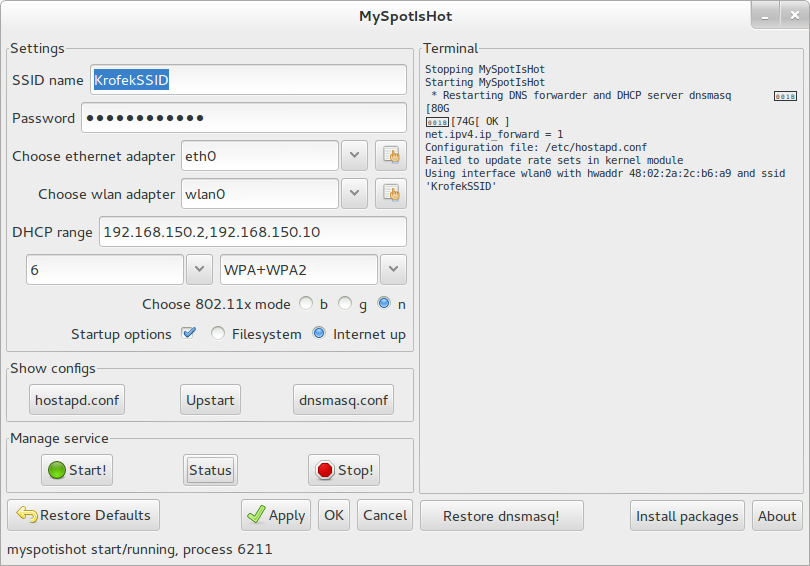 MySpotIsHot
Settings
SSID name KrofekSSID
Password ●●●●●●●●●●●●
Choose ethernet adapter eth0
Choose wlan adapter wlan0
DHCP range 192.168.150.2,192.168.150.10
6 WPA+WPA2
Choose 802.11x mode b g n
Startup options Filesystem Internet up
Show configs
hostapd.conf Upstart dnsmasq.conf
Manage service
Start! Status Stop!
Restore Defaults Apply OK Cancel
Terminal
Stopping MySpotIsHot
Starting MySpotIsHot
* Restarting DNS forwarder and DHCP server dnsmasq 001B
[80G
001B[74G[ OK ]
net.ipv4.ip_forward = 1
Configuration file: /etc/hostapd.conf
Failed to update rate sets in kernel module
Using interface wlan0 with hwaddr 48:02:2a:2c:b6:a9 and ssid
'KrofekSSID'
Restore dnsmasq! Install packages About
myspotishot start/running, process 6211